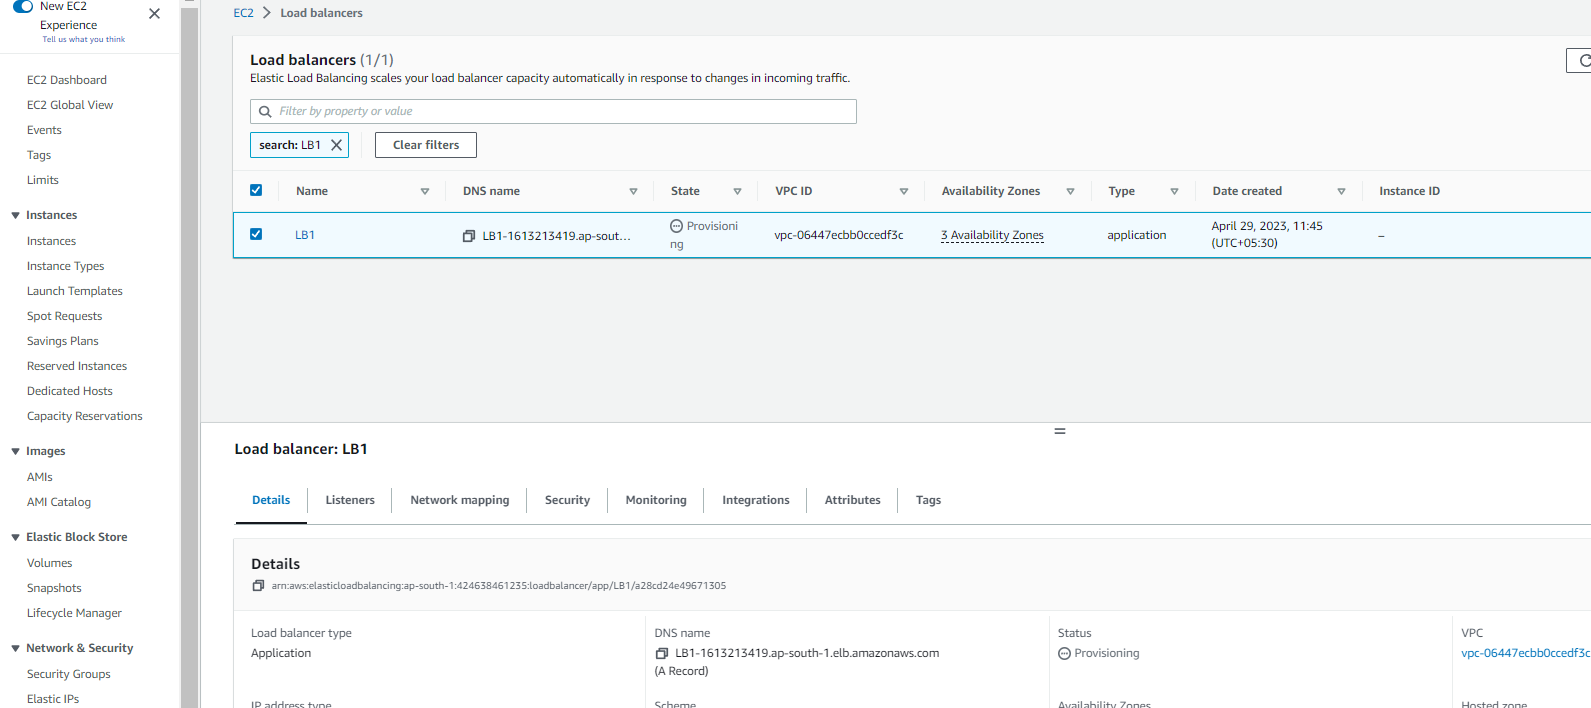 New EC2
Experience
Tell us what you think
EC2 Dashboard
EC2 Global View
Events
Tags
Limits
Instances
Instances
Instance Types
Launch Templates
Spot Requests
Savings Plans
Reserved Instances
Dedicated Hosts
Capacity Reservations
Images
AMIs
AMI Catalog
Elastic Block Store
Volumes
Snapshots
Lifecycle Manager
Network & Security
Security Groups
Elastic IPs
EC2 > Load balancers
Load balancers (1/1)
Elastic Load Balancing scales your load balancer capacity automatically in response to changes in incoming traffic.
Filter by property or value
search: LB1 Clear filters
Name DNS name State VPC ID Availability Zones Type Date created Instance ID
LB1 LB1-1613213419.ap-sout... Provisioni
ng vpc-06447ecbb0ccedf3c 3 Availability Zones application April 29, 2023, 11:45
(UTC+05:30) –
Load balancer: LB1
Details Listeners Network mapping Security Monitoring Integrations Attributes Tags
Details
arn:aws:elasticloadbalancing:ap-south-1:424638461235:loadbalancer/app/LB1/a28cd24e49671305
Load balancer type
Application
DNS name
LB1-1613213419.ap-south-1.elb.amazonaws.com
(A Record)
Status
Provisioning
VPC
vpc-06447ecbb0ccedf3c
IP address type
Scheme
Availability Zones
Hosted zone